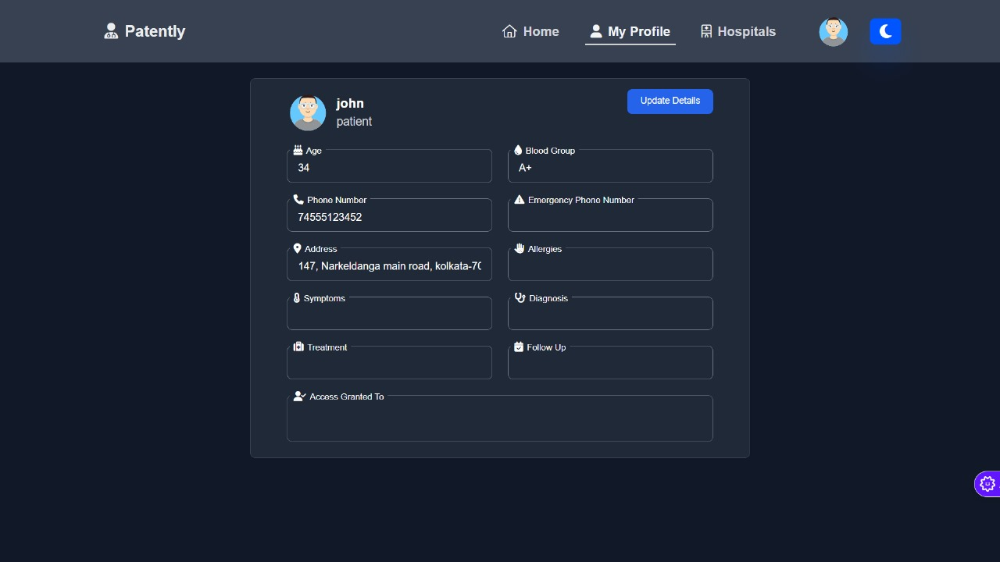 Patently
Home
My Profile
Hospitals
john
patient
Update Details
Age
34
Blood Group
A+
Phone Number
74555123452
Emergency Phone Number
Address
147, Narkeldanga main road, kolkata-70
Allergies
Symptoms
Diagnosis
Treatment
Follow Up
Access Granted To